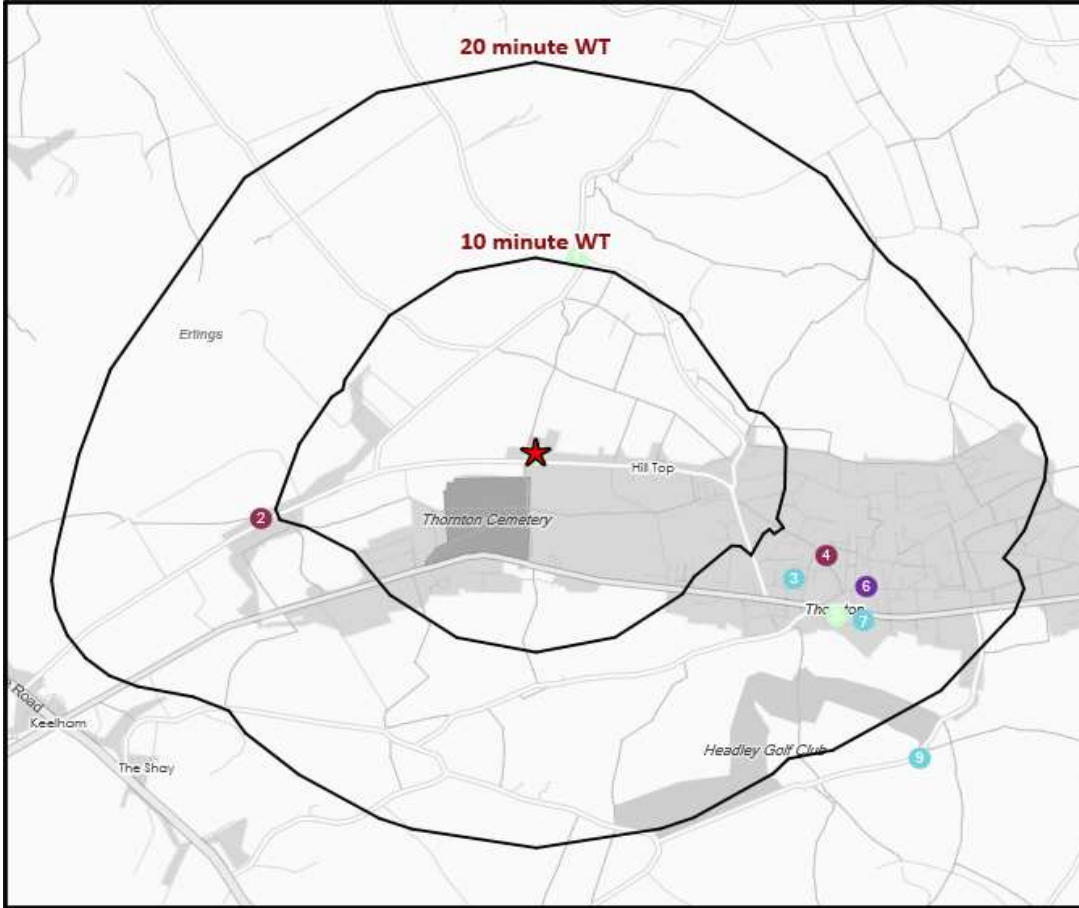 20 minute WT
10 minute WT
Erlings
Hill Top
Thornton Cemetery
2
4
3
6
7
Road
Keelham
The Shay
Headley Golf Club
9